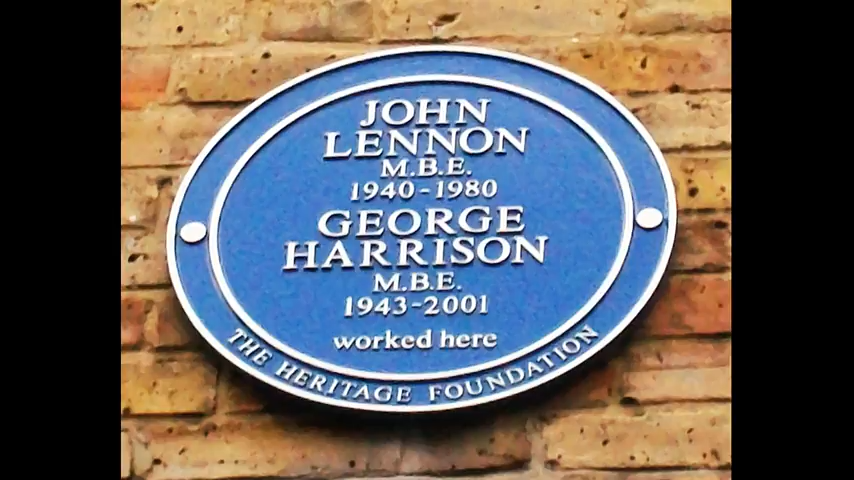 JOHN
LENNON
M.B.E.
1940-1980
GEORGE
HARRISON
M.B.E.
1943-2001
worked here
THE HERITAGE FOUNDATION